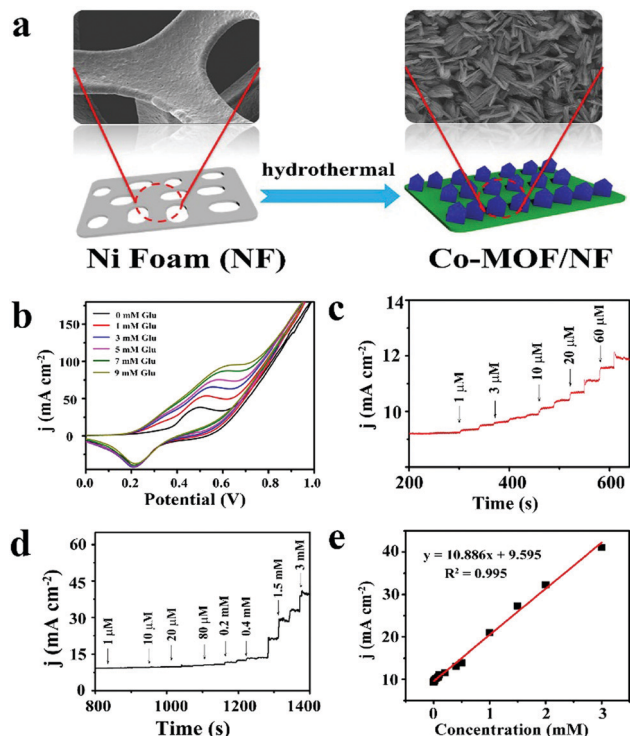 a
hydrothermal
Ni Foam (NF)
Co-MOF/NF
b
j (mA cm⁻²)
150
100
50
0
0 mM Glu
1 mM Glu
3 mM Glu
5 mM Glu
7 mM Glu
9 mM Glu
0.0 0.2 0.4 0.6 0.8 1.0
Potential (V)
c
j (mA cm⁻²)
14
12
10
8
1 µM
3 µM
10 µM
20 µM
60 µM
200 400 600
Time (s)
d
j (mA cm⁻²)
60
45
30
15
0
1 µM
10 µM
20 µM
80 µM
0.2 mM
0.4 mM
1.5 mM
3 mM
800 1000 1200 1400
Time (s)
e
j (mA cm⁻²)
50
40
30
20
10
y = 10.886x + 9.595
R² = 0.995
0 1 2 3
Concentration (mM)